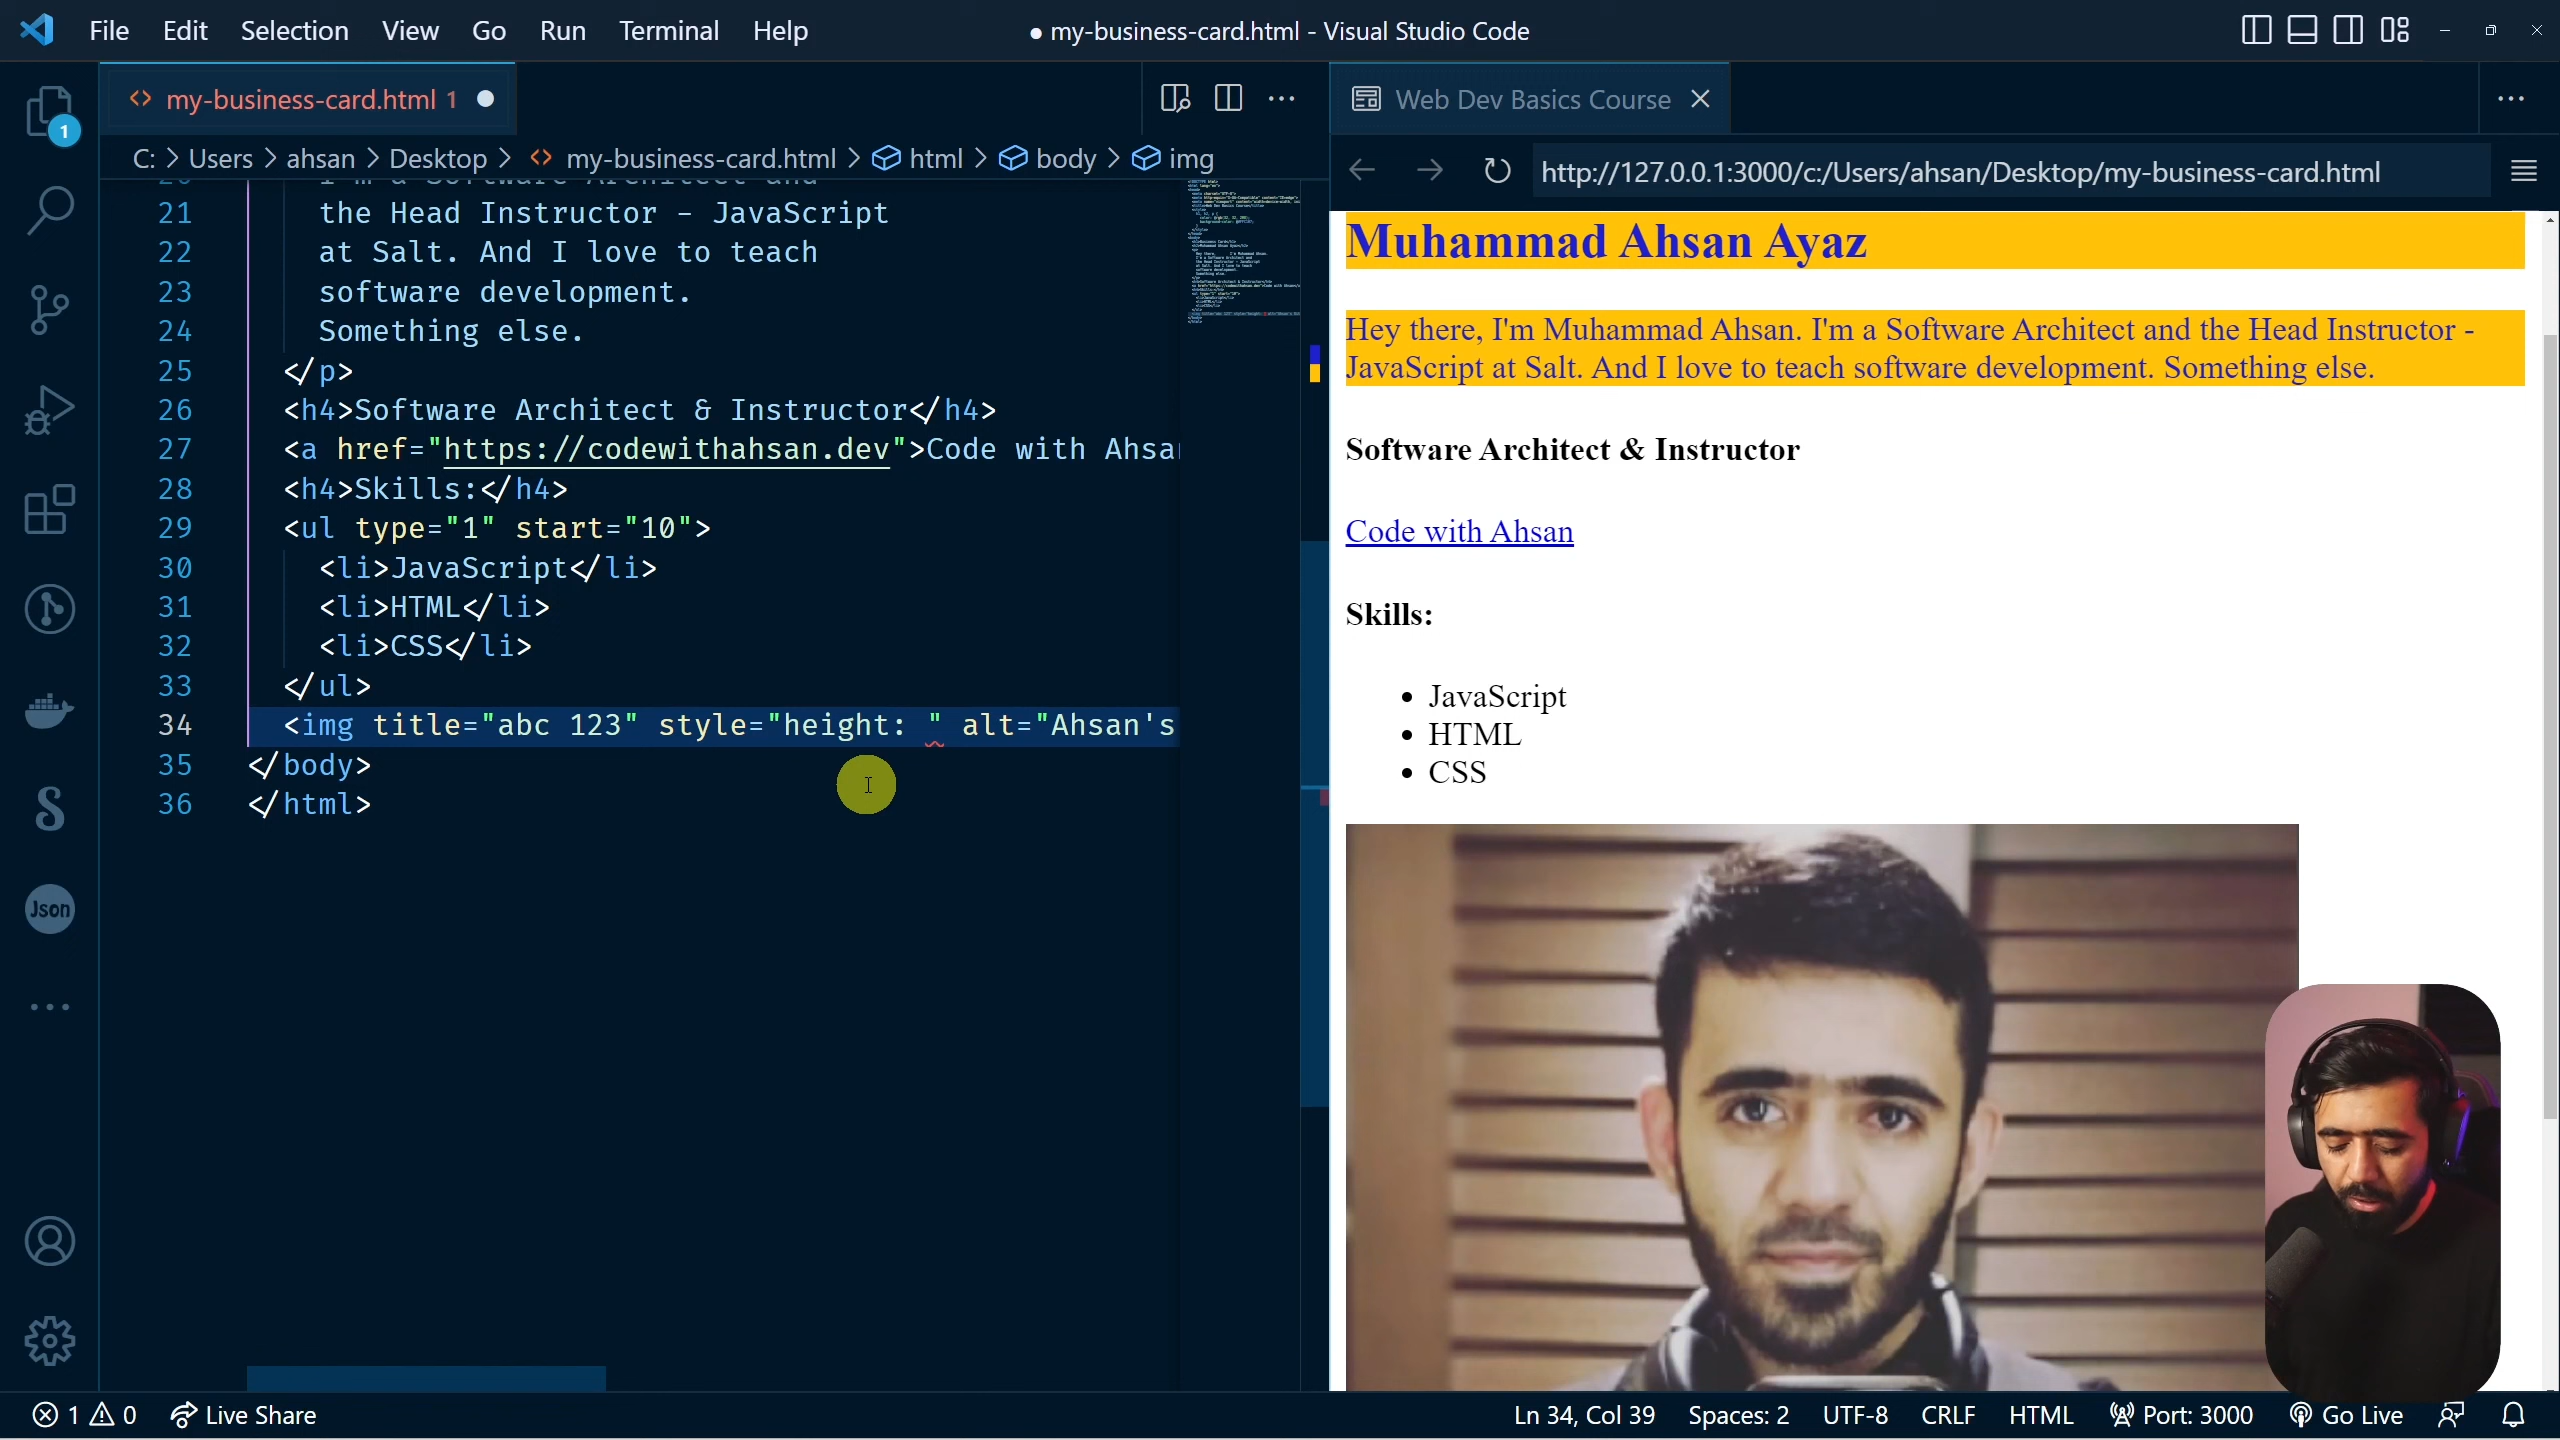 File Edit Selection View Go Run Terminal Help
● my-business-card.html - Visual Studio Code
my-business-card.html 1
C: > Users > ahsan > Desktop > my-business-card.html > html > body > img
1
21 the Head Instructor - JavaScript
22 at Salt. And I love to teach
23 software development.
24 Something else.
25 </p>
26 <h4>Software Architect & Instructor</h4>
27 <a href="https://codewithahsan.dev">Code with Ahsan
28 <h4>Skills:</h4>
29 <ul type="1" start="10">
30 <li>JavaScript</li>
31 <li>HTML</li>
32 <li>CSS</li>
33 </ul>
34 <img title="abc 123" style="height: " alt="Ahsan's
35 </body>
36 </html>
Json
Web Dev Basics Course
http://127.0.0.1:3000/c:/Users/ahsan/Desktop/my-business-card.html
Muhammad Ahsan Ayaz
Hey there, I'm Muhammad Ahsan. I'm a Software Architect and the Head Instructor -
JavaScript at Salt. And I love to teach software development. Something else.
Software Architect & Instructor
Code with Ahsan
Skills:
• JavaScript
• HTML
• CSS
1 0 Live Share
Ln 34, Col 39 Spaces: 2 UTF-8 CRLF HTML Port: 3000 Go Live